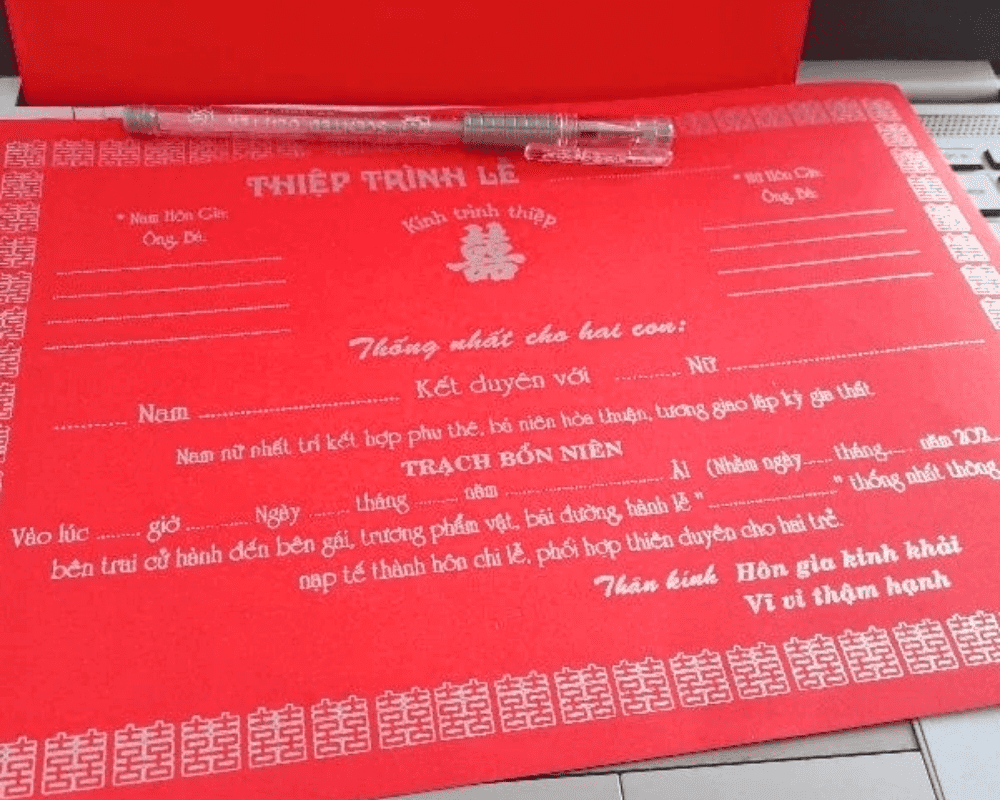 THIỆP TRÌNH LỄ
* Nam Hôn Gia:
Ông, Bà:
Kính trình thiệp
囍
* Nữ Hôn Gia:
Ông, Bà:
Thống nhất cho hai con:
Nam Kết duyên với Nữ
Nam nữ nhất trí kết hợp phu thê, bá niên hòa thuận, tương giao lập kỷ gia thất.
TRẠCH BỔN NIÊN
Vào lúc ........ giờ .......... Ngày ...... tháng ....... năm .................... ÂL (Nhằm ngày...... tháng...... năm 202...
bên trai cử hành đến bên gái, trương phẩm vật, bái đường, hành lễ "...................." thống nhất thông
nạp tế thành hôn chi lễ, phối hợp thiên duyên cho hai trẻ.
Thân kính Hôn gia kính khải
Vi vi thậm hạnh